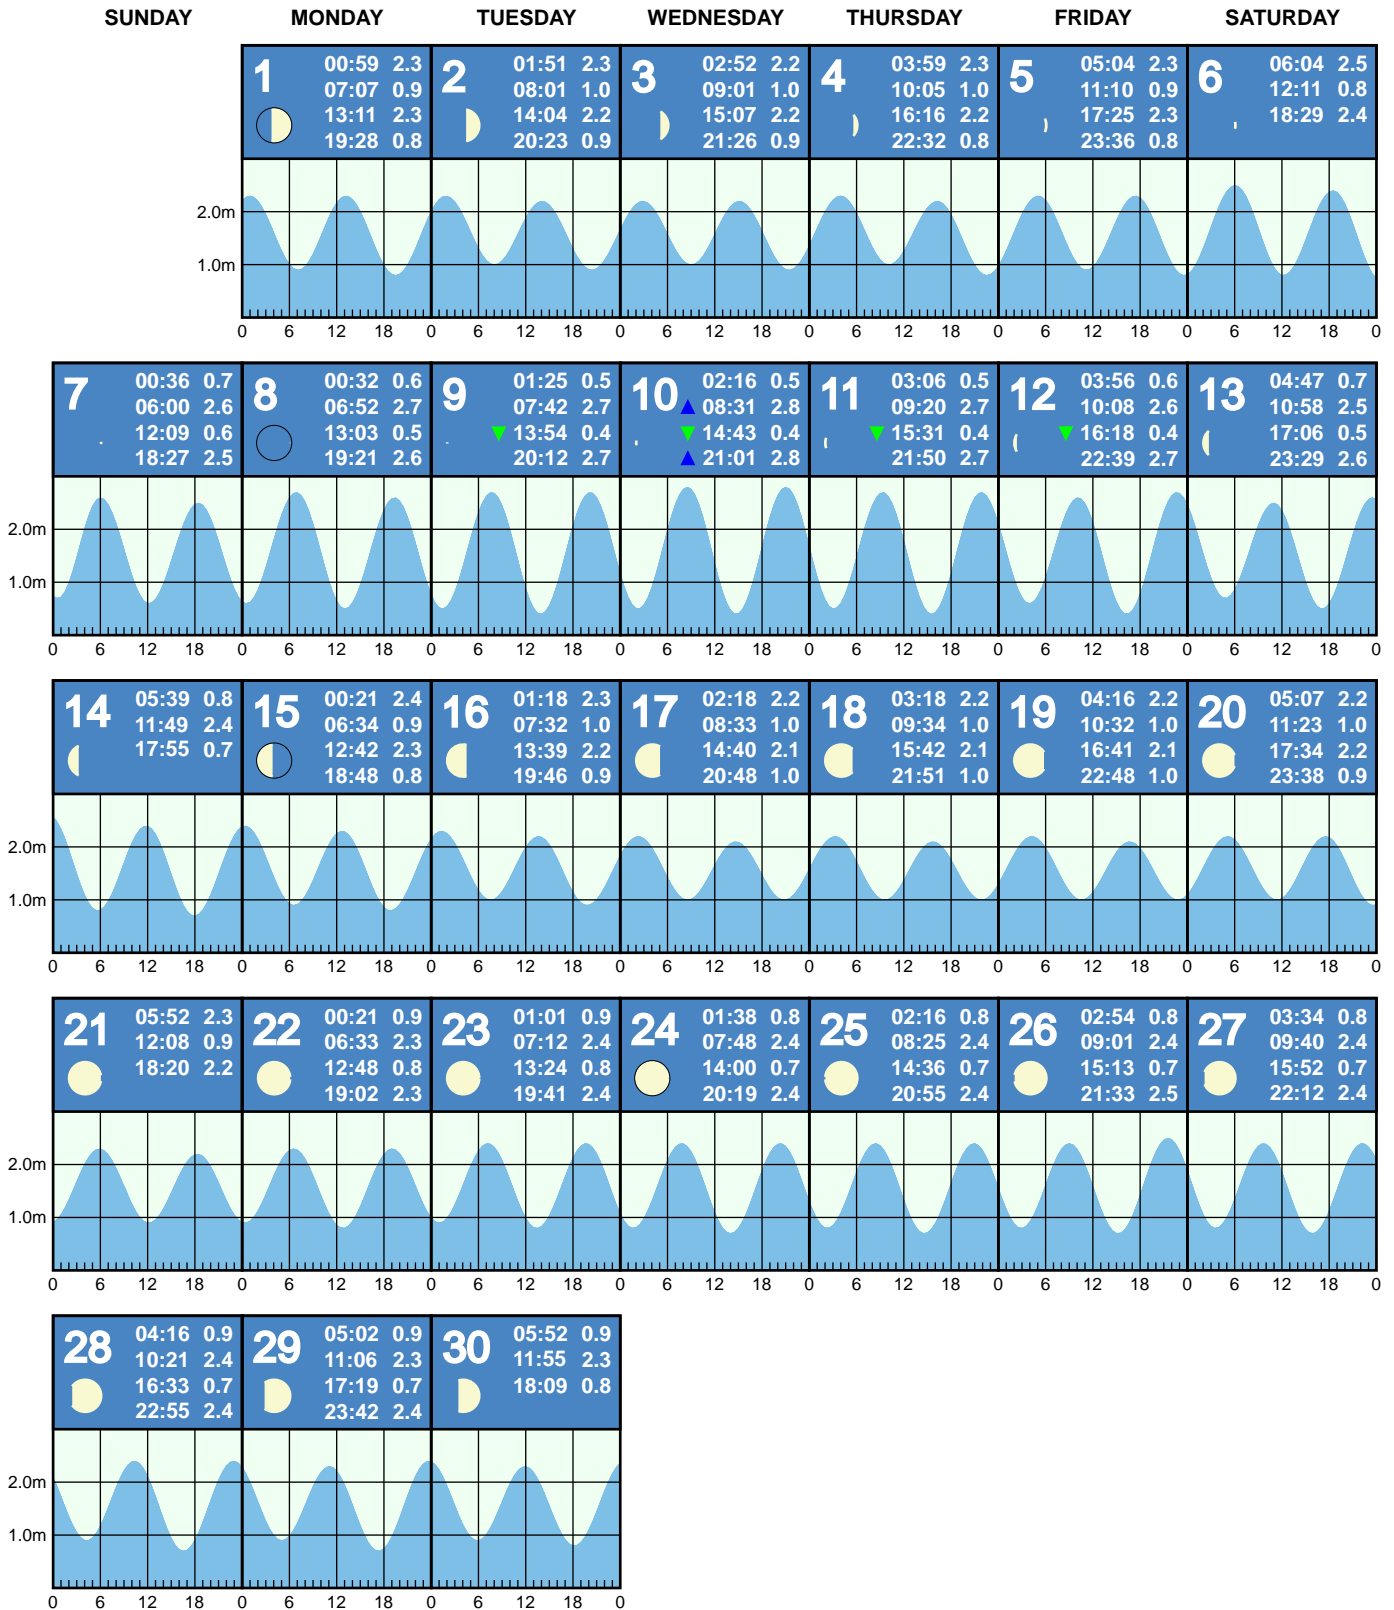 SUNDAY MONDAY TUESDAY WEDNESDAY THURSDAY FRIDAY SATURDAY
1 00:59 2.3 2 01:51 2.3 3 02:52 2.2 4 03:59 2.3 5 05:04 2.3 6 06:04 2.5
07:07 0.9 08:01 1.0 09:01 1.0 10:05 1.0 11:10 0.9 12:11 0.8
13:11 2.3 14:04 2.2 15:07 2.2 16:16 2.2 17:25 2.3 18:29 2.4
19:28 0.8 20:23 0.9 21:26 0.9 22:32 0.8 23:36 0.8
2.0m
1.0m
0 6 12 18 0 6 12 18 0 6 12 18 0 6 12 18 0 6 12 18 0 6 12 18 0
7 00:36 0.7 8 00:32 0.6 9 01:25 0.5 10 02:16 0.5 11 03:06 0.5 12 03:56 0.6 13 04:47 0.7
06:00 2.6 06:52 2.7 07:42 2.7 08:31 2.8 09:20 2.7 10:08 2.6 10:58 2.5
12:09 0.6 13:03 0.5 13:54 0.4 14:43 0.4 15:31 0.4 16:18 0.4 17:06 0.5
18:27 2.5 19:21 2.6 20:12 2.7 21:01 2.8 21:50 2.7 22:39 2.7 23:29 2.6
2.0m
1.0m
0 6 12 18 0 6 12 18 0 6 12 18 0 6 12 18 0 6 12 18 0 6 12 18 0 6 12 18 0
14 05:39 0.8 15 00:21 2.4 16 01:18 2.3 17 02:18 2.2 18 03:18 2.2 19 04:16 2.2 20 05:07 2.2
11:49 2.4 06:34 0.9 07:32 1.0 08:33 1.0 09:34 1.0 10:32 1.0 11:23 1.0
17:55 0.7 12:42 2.3 13:39 2.2 14:40 2.1 15:42 2.1 16:41 2.1 17:34 2.2
18:48 0.8 19:46 0.9 20:48 1.0 21:51 1.0 22:48 1.0 23:38 0.9
2.0m
1.0m
0 6 12 18 0 6 12 18 0 6 12 18 0 6 12 18 0 6 12 18 0 6 12 18 0 6 12 18 0
21 05:52 2.3 22 00:21 0.9 23 01:01 0.9 24 01:38 0.8 25 02:16 0.8 26 02:54 0.8 27 03:34 0.8
12:08 0.9 06:33 2.3 07:12 2.4 07:48 2.4 08:25 2.4 09:01 2.4 09:40 2.4
18:20 2.2 12:48 0.8 13:24 0.8 14:00 0.7 14:36 0.7 15:13 0.7 15:52 0.7
19:02 2.3 19:41 2.4 20:19 2.4 20:55 2.4 21:33 2.5 22:12 2.4
2.0m
1.0m
0 6 12 18 0 6 12 18 0 6 12 18 0 6 12 18 0 6 12 18 0 6 12 18 0 6 12 18 0
28 04:16 0.9 29 05:02 0.9 30 05:52 0.9
10:21 2.4 11:06 2.3 11:55 2.3
16:33 0.7 17:19 0.7 18:09 0.8
22:55 2.4 23:42 2.4
2.0m
1.0m
0 6 12 18 0 6 12 18 0 6 12 18 0